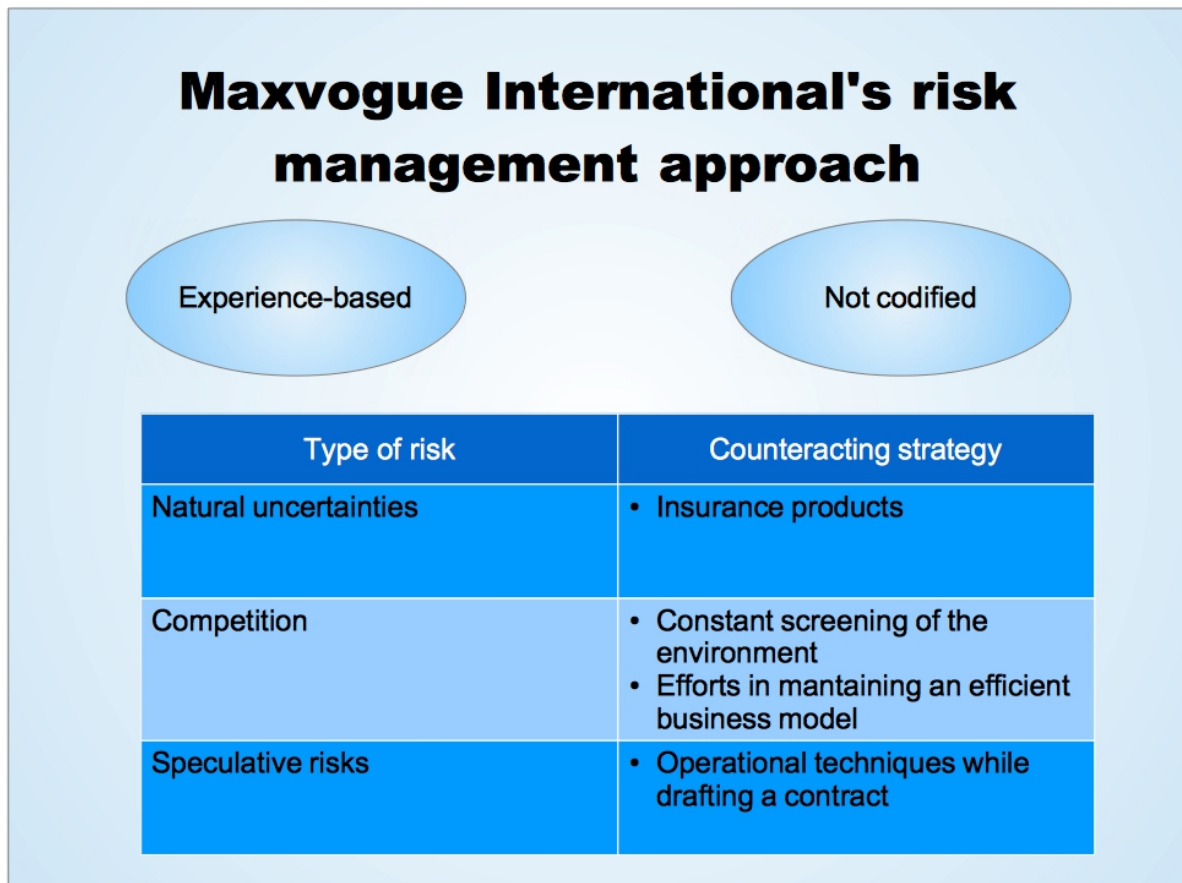 Maxvogue International's risk
management approach
Experience-based
Not codified
Type of risk
Counteracting strategy
Natural uncertainties
• Insurance products
Competition
• Constant screening of the
environment
• Efforts in mantaining an efficient
business model
Speculative risks
• Operational techniques while
drafting a contract